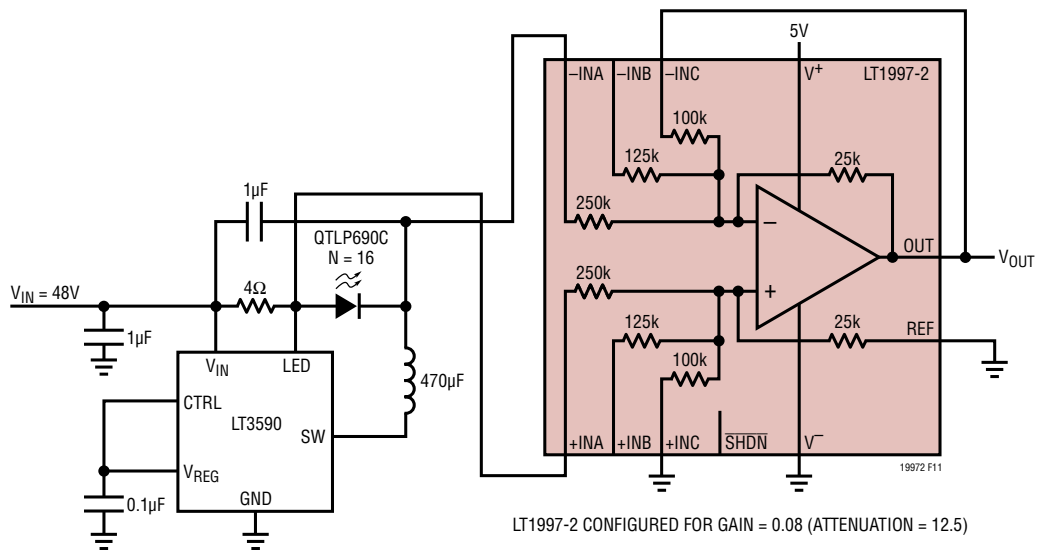 5V
–INA –INB –INC V+ LT1997-2
100k
125k 25k
1µF
250k
QTLP690C
N = 16
–
OUT
VOUT
250k
+
VIN = 48V 4Ω
125k 25k REF
1µF
100k
VIN LED
470µF
CTRL
LT3590
SW
+INA +INB +INC SHDN V–
19972 F11
VREG
0.1µF GND
LT1997-2 CONFIGURED FOR GAIN = 0.08 (ATTENUATION = 12.5)